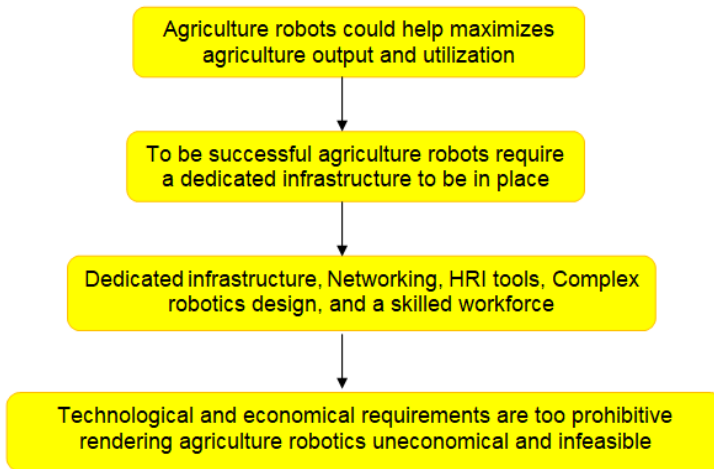 Agriculture robots could help maximizes
agriculture output and utilization
To be successful agriculture robots require
a dedicated infrastructure to be in place
Dedicated infrastructure, Networking, HRI tools, Complex
robotics design, and a skilled workforce
Technological and economical requirements are too prohibitive
rendering agriculture robotics uneconomical and infeasible